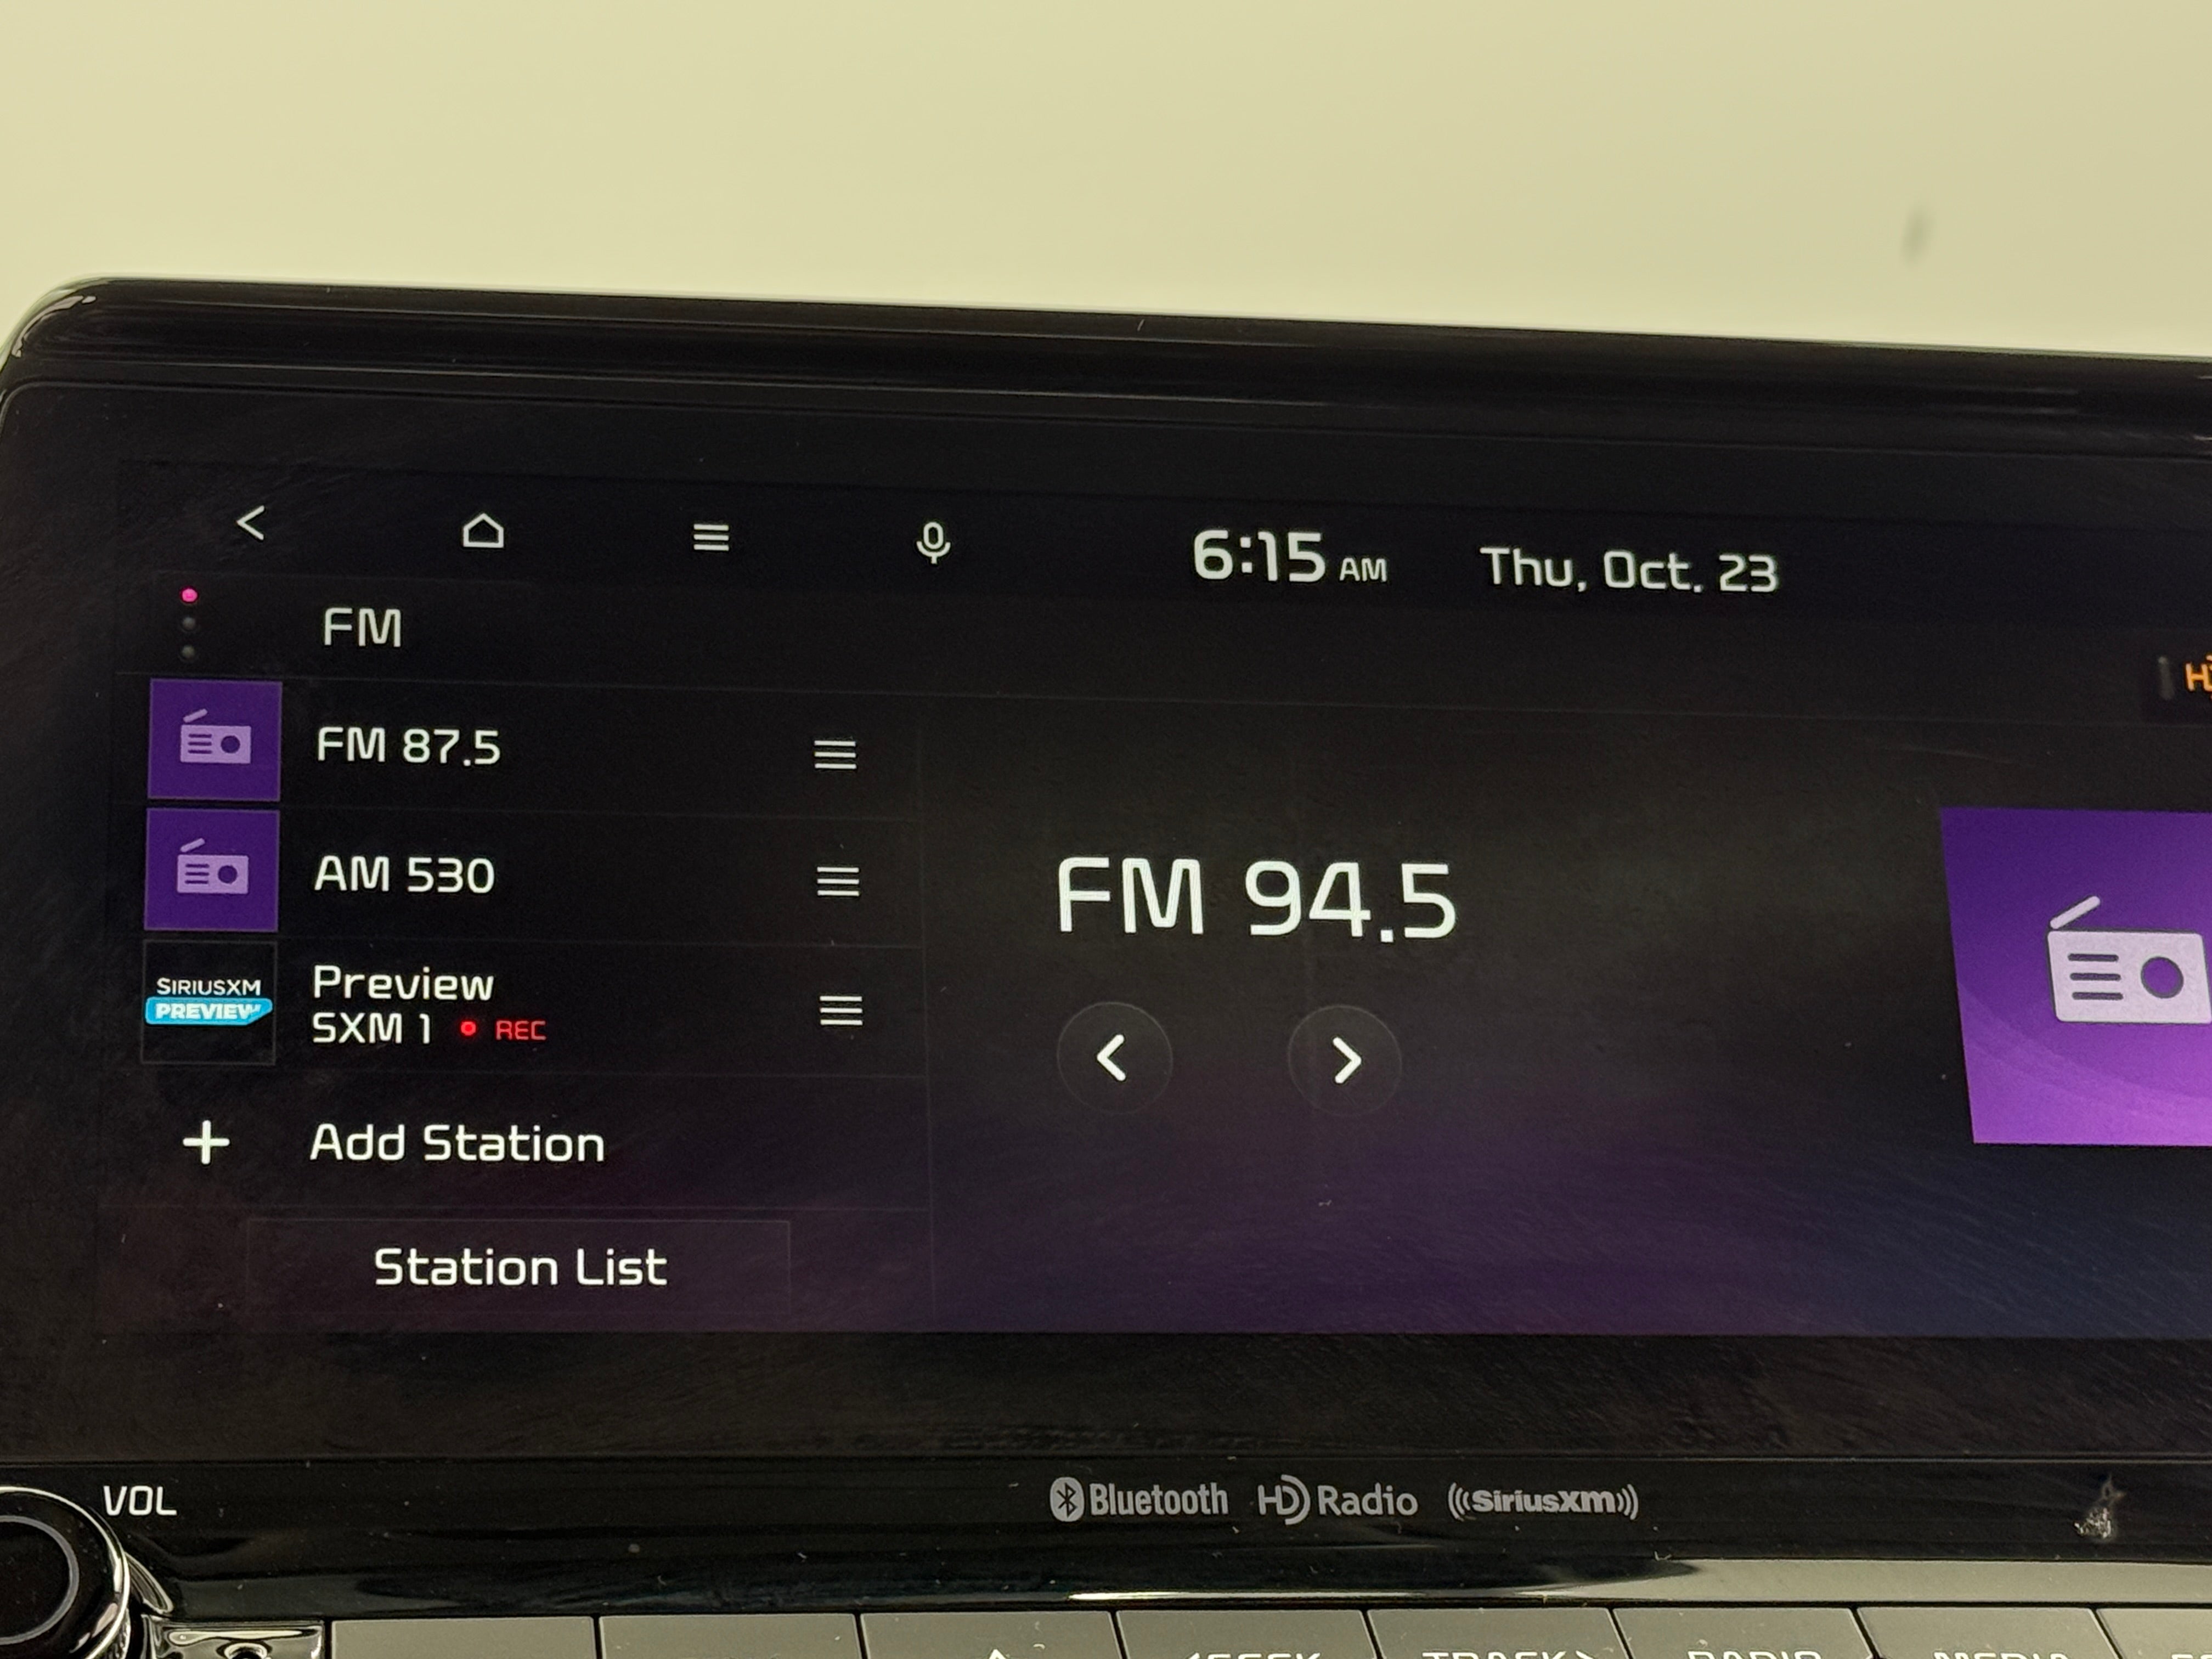 6:15 AM Thu, Oct. 23
FM
FM 87.5
AM 530
SIRIUSXM
PREVIEW
Preview
SXM 1 REC
Add Station
Station List
FM 94.5
VOL
Bluetooth HD Radio SiriusXM